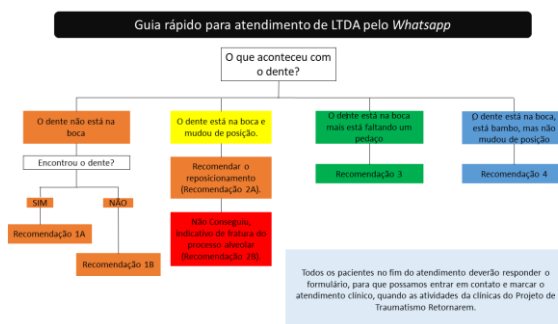 Guia rápido para atendimento de LTDA pelo Whatsapp
O que aconteceu com
o dente?
O dente não está na
boca
O dente está na boca e
mudou de posição.
O dente está na boca
mais está faltando um
pedaço
O dente está na boca,
está bambo, mas não
mudou de posição
Encontrou o dente?
SIM
NÃO
Recomendação 1A
Recomendação 1B
Recomendar o
reposicionamento
(Recomendação 2A).
Não Conseguiu,
indicativo de fratura do
processo alveolar
(Recomendação 2B).
Recomendação 3
Recomendação 4
Todos os pacientes no fim do atendimento deverão responder o
formulário, para que possamos entrar em contato e marcar o
atendimento clínico, quando as atividades da clínicas do Projeto de
Traumatismo Retornarem.